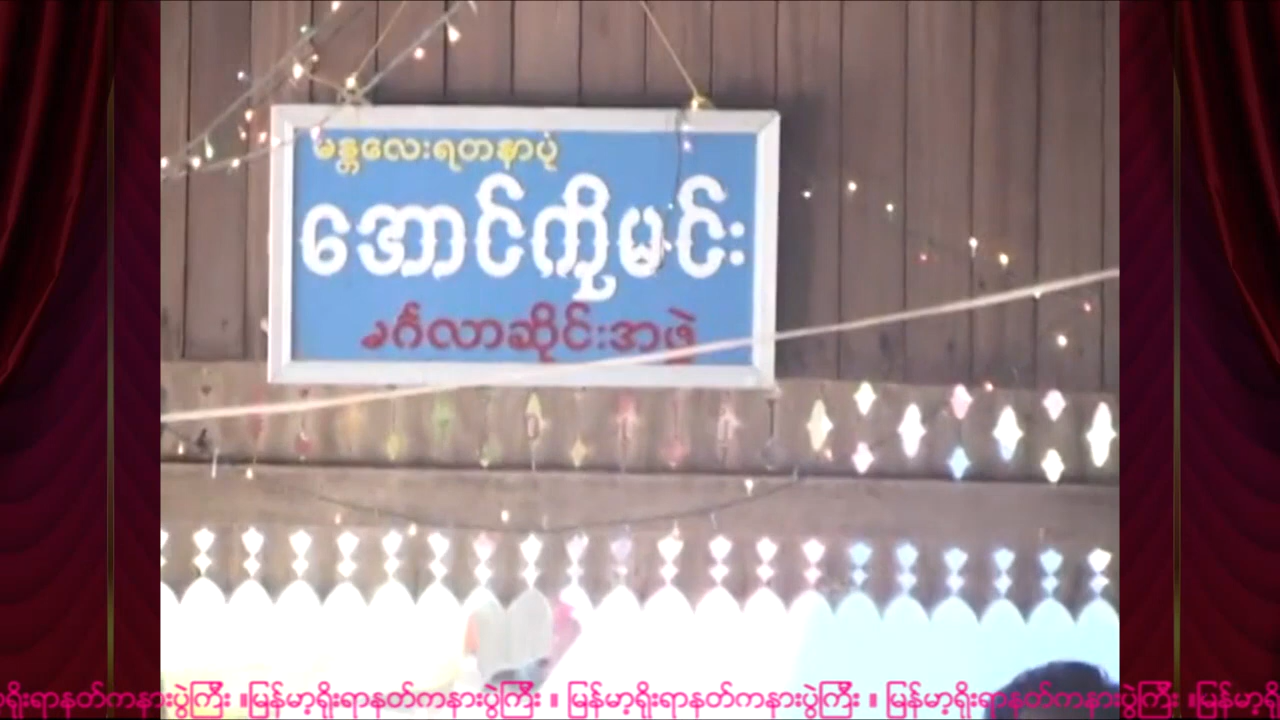 မန္တလေးရတနာပုံ
အောင်ကိုမင်း
ဒင်္ဂလာဆိုင်းအဖွဲ့
ာ့ရိုးရာနတ်ကနားပွဲကြီး ။မြန်မာ့ရိုးရာနတ်ကနားပွဲကြီး ။ မြန်မာ့ရိုးရာနတ်ကနားပွဲကြီး ။ မြန်မာ့ရိုးရာနတ်ကနားပွဲကြီး ။မြန်မာ့ရို